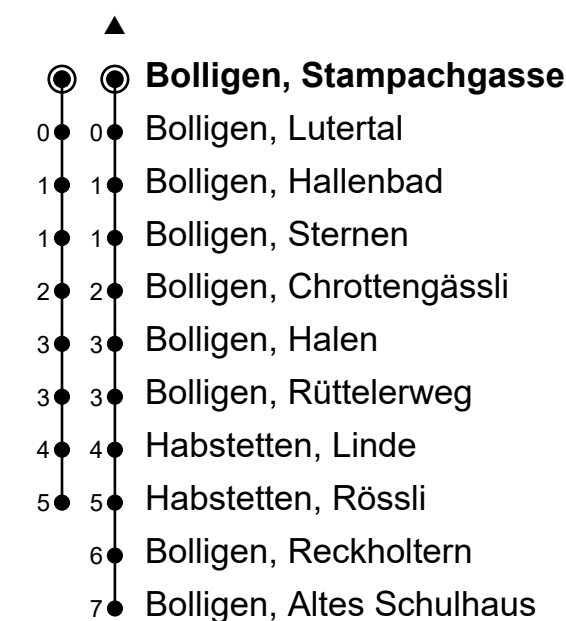 Bolligen, Stampachgasse
0 0 Bolligen, Lutertal
1 1 Bolligen, Hallenbad
1 1 Bolligen, Sternen
2 2 Bolligen, Chrottengässli
3 3 Bolligen, Halen
3 3 Bolligen, Rüttelerweg
4 4 Habstetten, Linde
5 5 Habstetten, Rössli
6 Bolligen, Reckholtern
7 Bolligen, Altes Schulhaus